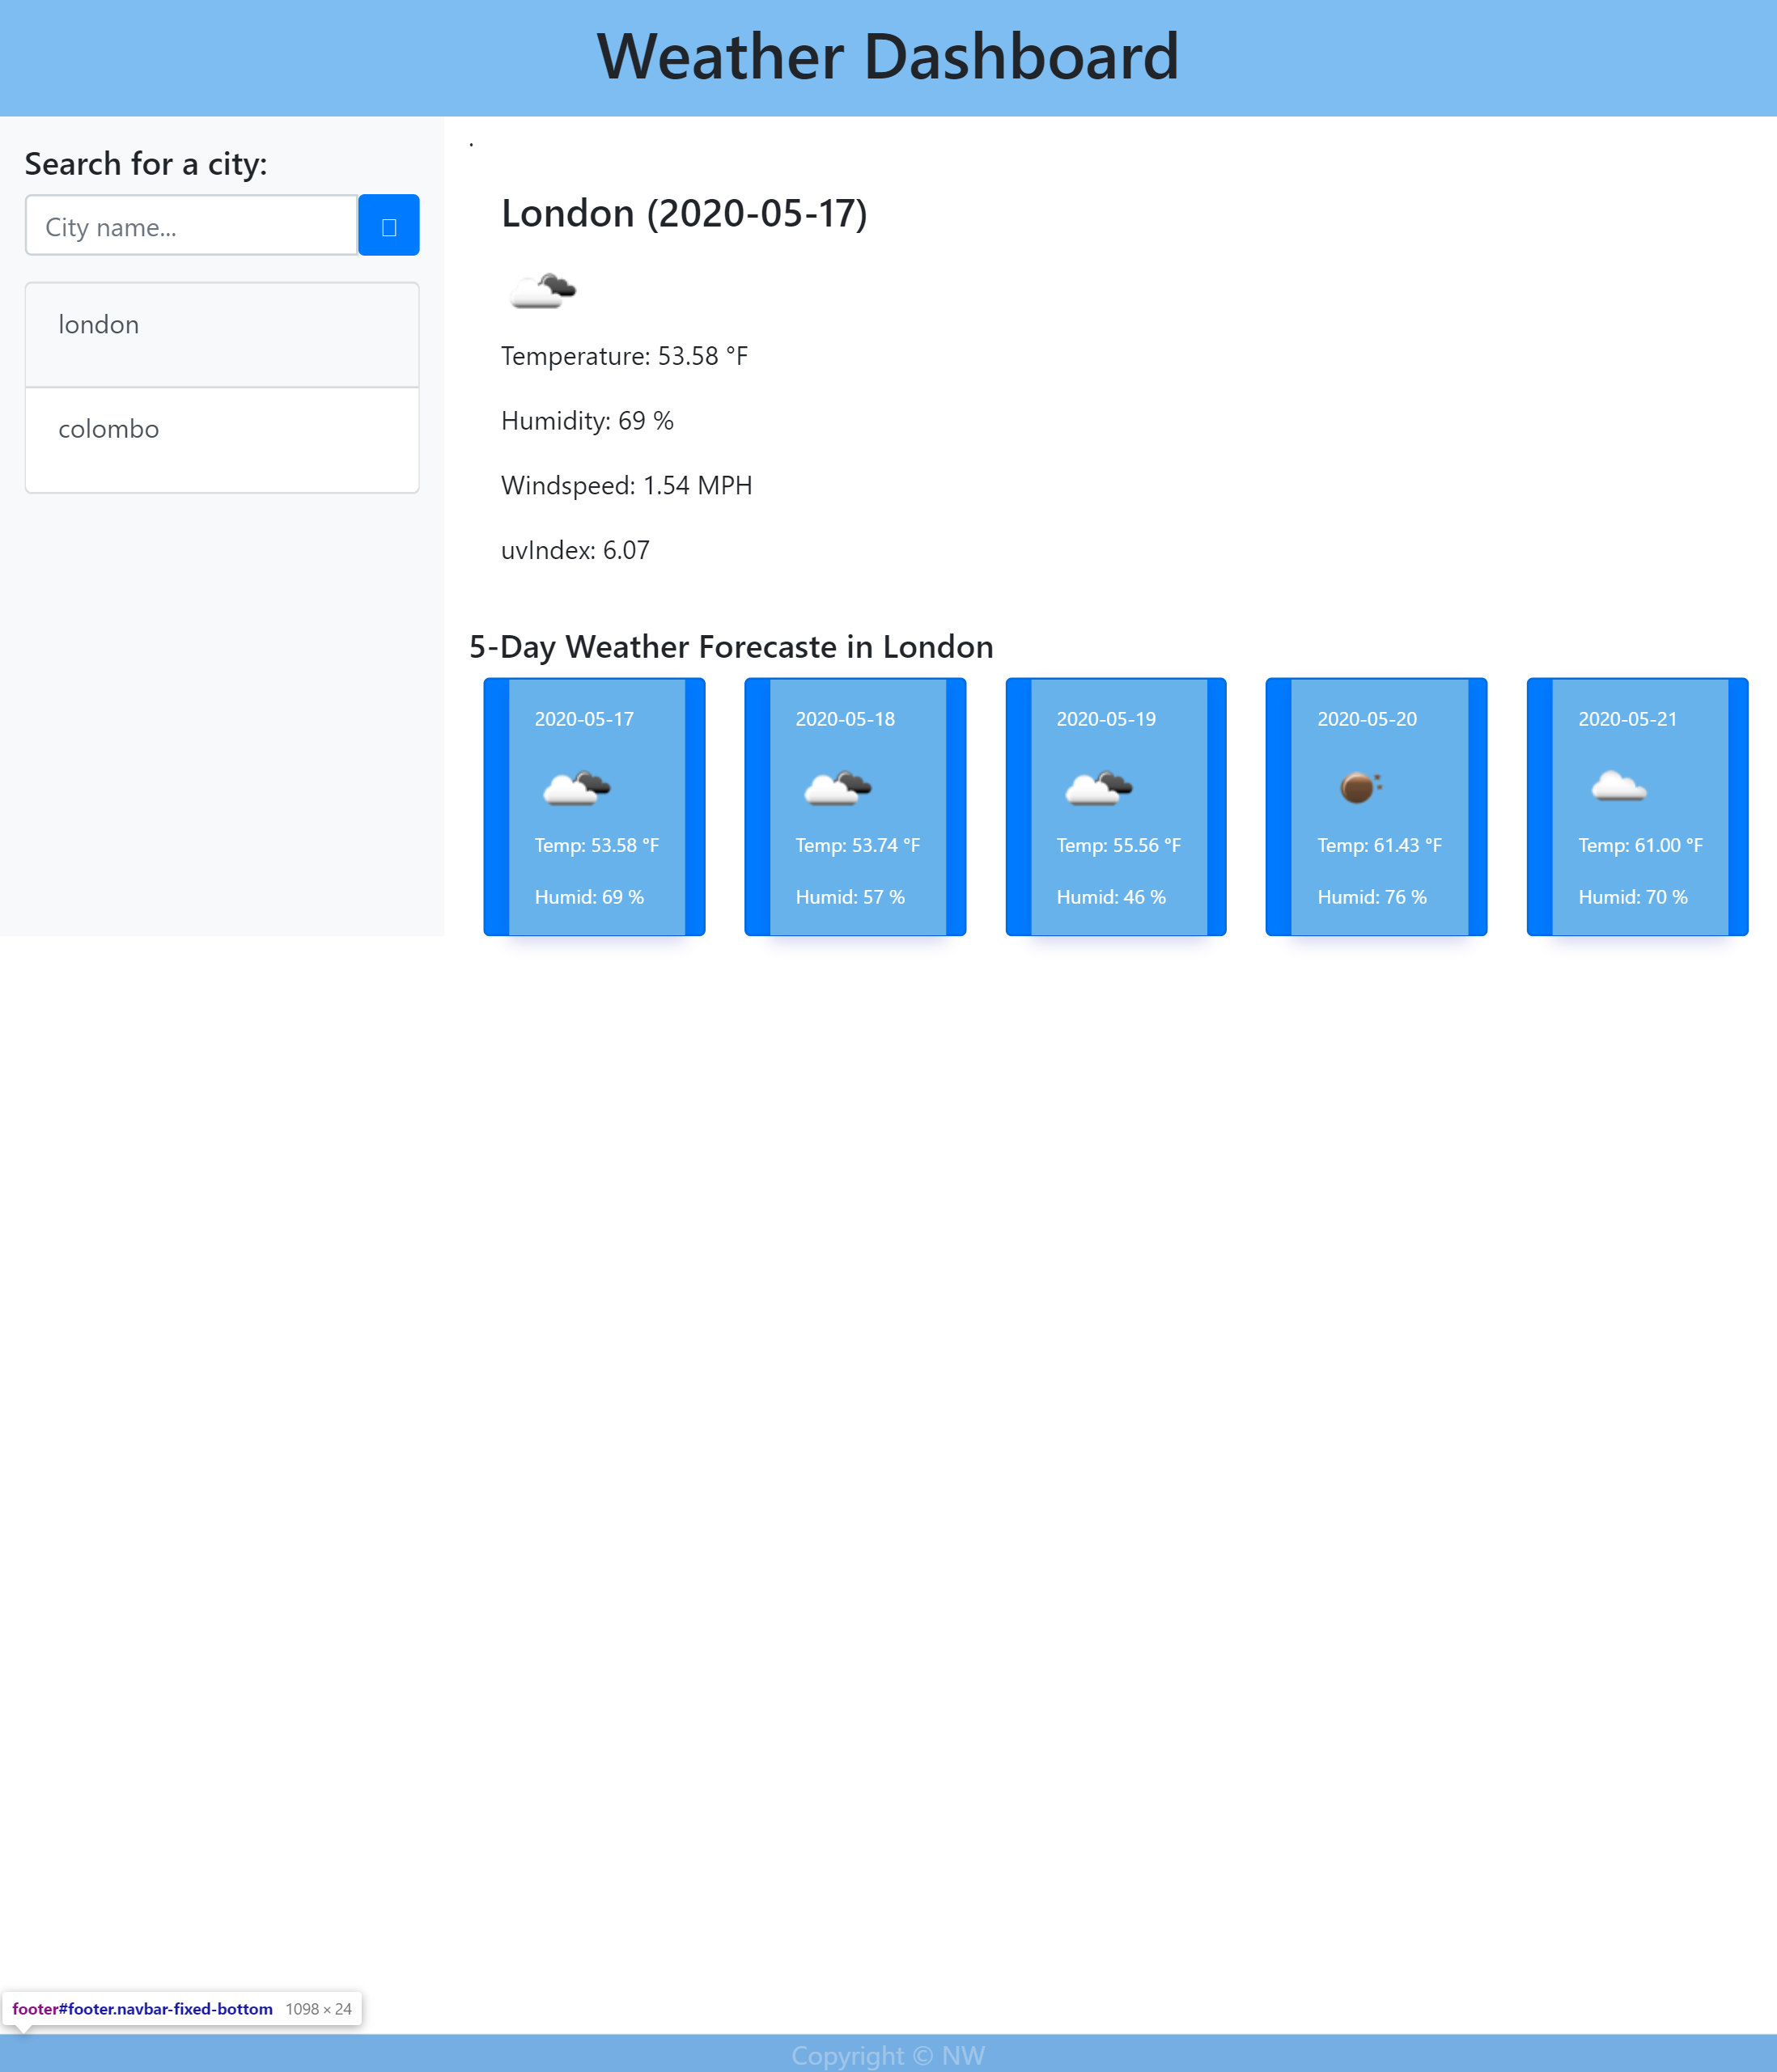 Weather Dashboard
Search for a city:
City name...
london
colombo
.
London (2020-05-17)
Temperature: 53.58 °F
Humidity: 69 %
Windspeed: 1.54 MPH
uvIndex: 6.07
5-Day Weather Forecaste in London
2020-05-17
Temp: 53.58 °F
Humid: 69 %
2020-05-18
Temp: 53.74 °F
Humid: 57 %
2020-05-19
Temp: 55.56 °F
Humid: 46 %
2020-05-20
Temp: 61.43 °F
Humid: 76 %
2020-05-21
Temp: 61.00 °F
Humid: 70 %
footer#footer.navbar-fixed-bottom 1098 × 24
Copyright © NW